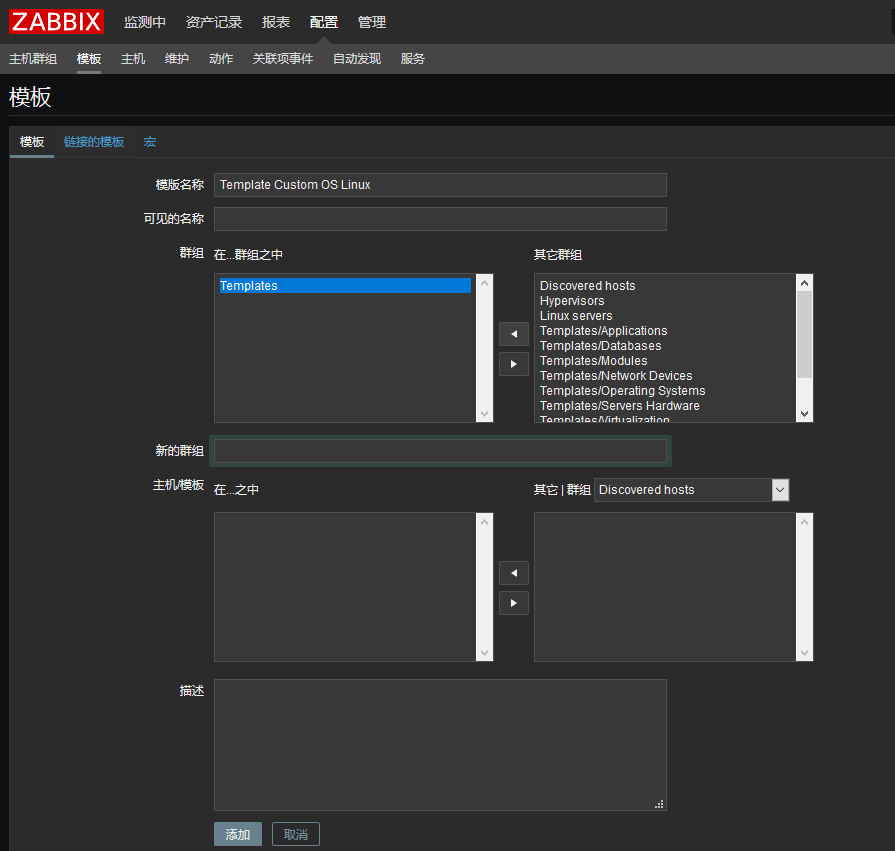 ZABBIX 监测中 资产记录 报表 配置 管理
主机群组 模板 主机 维护 动作 关联项事件 自动发现 服务
模板
模板 链接的模板 宏
模版名称 Template Custom OS Linux
可见的名称
群组 在...群组之中 其它群组
Templates
Discovered hosts
Hypervisors
Linux servers
Templates/Applications
Templates/Databases
Templates/Modules
Templates/Network Devices
Templates/Operating Systems
Templates/Servers Hardware
Templates/Virtualization
新的群组
主机/模板 在...之中 其它 | 群组 Discovered hosts
描述
添加 取消